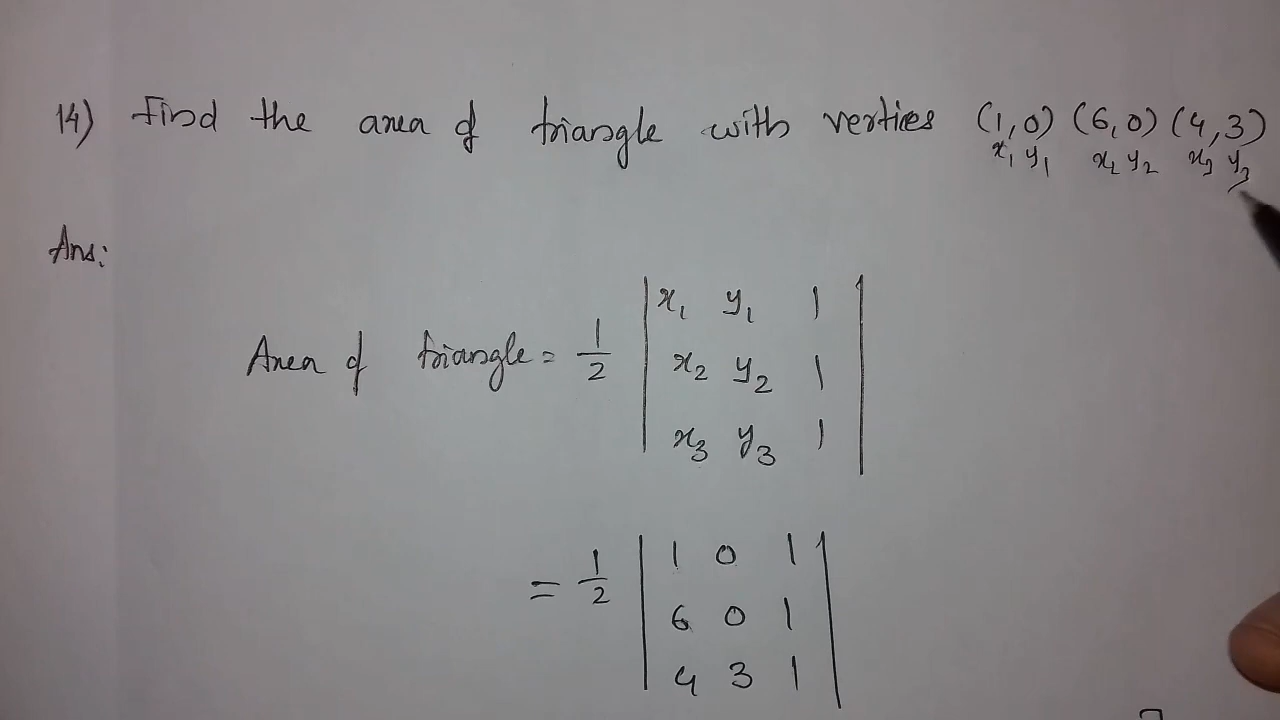 14) Find the area of triangle with vertices (1,0) (6,0) (4,3)
x₁ y₁ x₂ y₂ x₃ y₃
Ans:
Area of triangle = 1/2 | x₁ y₁ 1 |
| x₂ y₂ 1 |
| x₃ y₃ 1 |
= 1/2 | 1 0 1 |
| 6 0 1 |
| 4 3 1 |